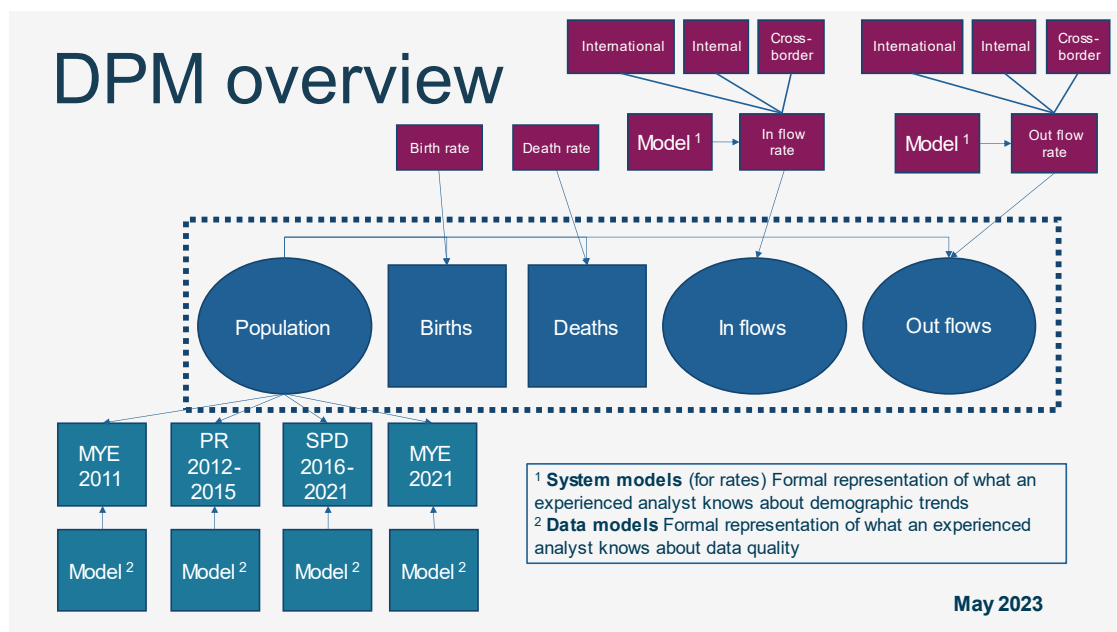 DPM overview
International
Internal
Cross-
border
International
Internal
Cross-
border
Birth rate
Death rate
Model ¹
In flow
rate
Model ¹
Out flow
rate
Population
Births
Deaths
In flows
Out flows
MYE
2011
PR
2012-
2015
SPD
2016-
2021
MYE
2021
Model ²
Model ²
Model ²
Model ²
¹ System models (for rates) Formal representation of what an
experienced analyst knows about demographic trends
² Data models Formal representation of what an experienced
analyst knows about data quality
May 2023